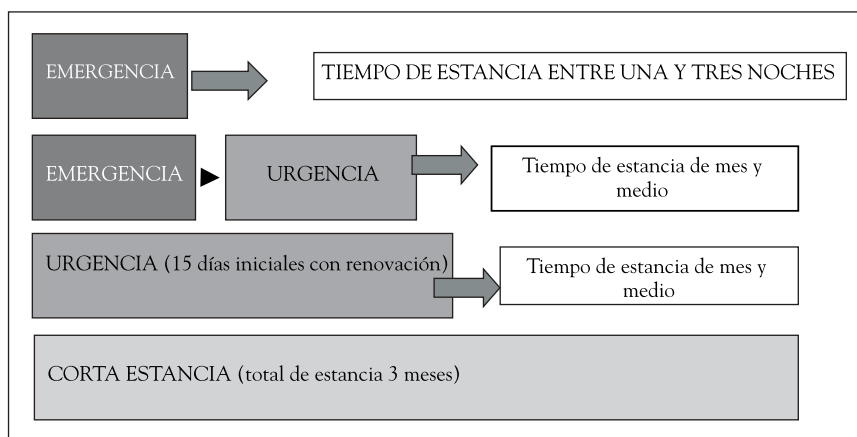 EMERGENCIA
TIEMPO DE ESTANCIA ENTRE UNA Y TRES NOCHES
EMERGENCIA
URGENCIA
Tiempo de estancia de mes y
medio
URGENCIA (15 días iniciales con renovación)
Tiempo de estancia de mes y
medio
CORTA ESTANCIA (total de estancia 3 meses)